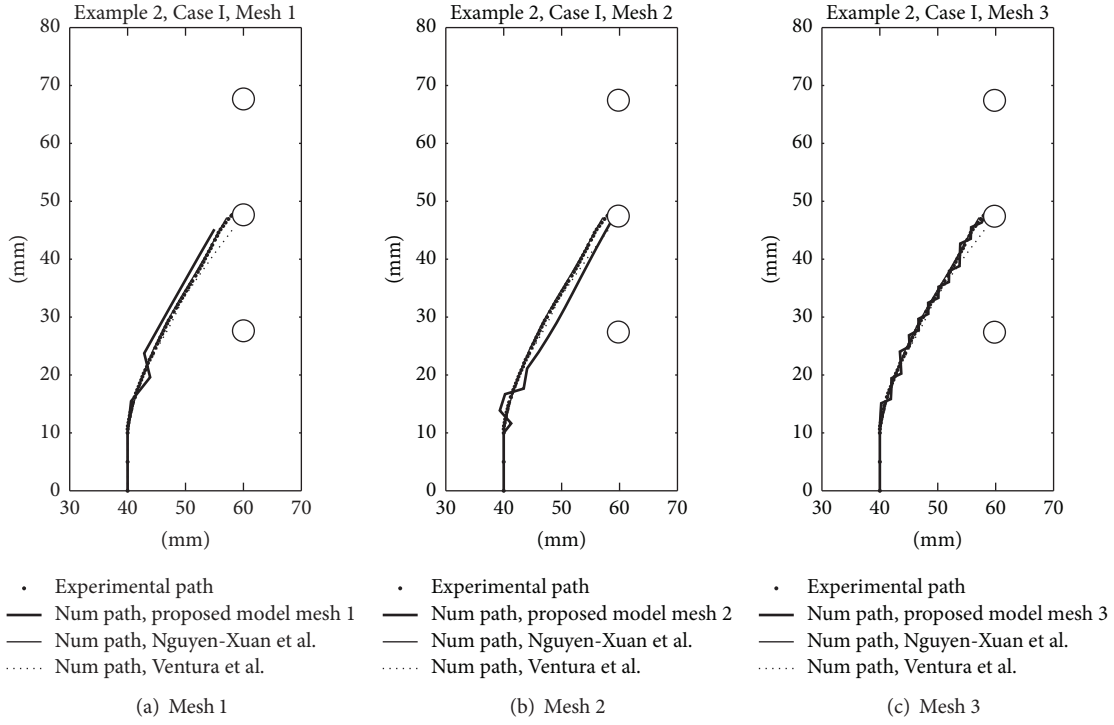 Example 2, Case I, Mesh 1
80
70
60
50
40
30
20
10
0
(mm)
30 40 50 60 70
(mm)
Experimental path
Num path, proposed model mesh 1
Num path, Nguyen-Xuan et al.
Num path, Ventura et al.
(a) Mesh 1
Example 2, Case I, Mesh 2
80
70
60
50
40
30
20
10
0
(mm)
30 40 50 60 70
(mm)
Experimental path
Num path, proposed model mesh 2
Num path, Nguyen-Xuan et al.
Num path, Ventura et al.
(b) Mesh 2
Example 2, Case I, Mesh 3
80
70
60
50
40
30
20
10
0
(mm)
30 40 50 60 70
(mm)
Experimental path
Num path, proposed model mesh 3
Num path, Nguyen-Xuan et al.
Num path, Ventura et al.
(c) Mesh 3